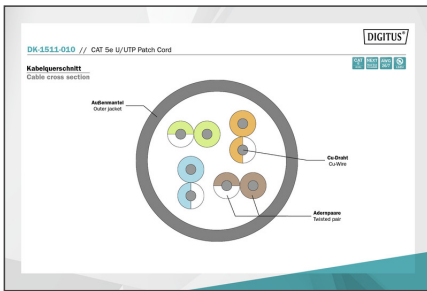 DIGITUS®
DK-1511-010 // CAT 5e U/UTP Patch Cord
Kabelquerschnitt
Cable cross section
Außenmantel
Outer jacket
Cu-Draht
Cu-Wire
Adernpaare
Twisted pair